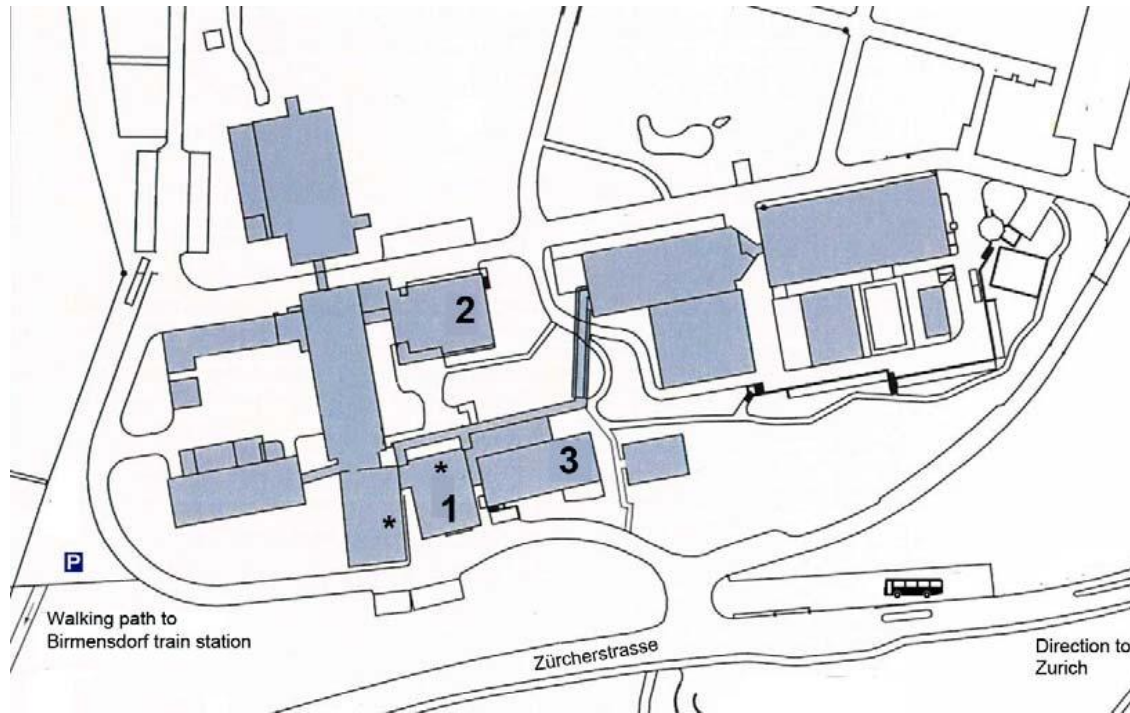 2
3
*
1
*
P
Walking path to
Birmensdorf train station
Zürcherstrasse
Direction to
Zurich